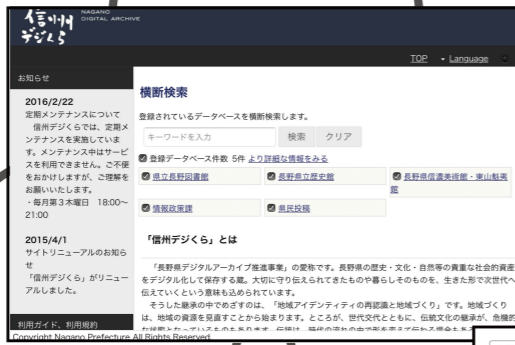 信州デジくら
NAGANO
DIGITAL ARCHIVE
TOP
Language
お知らせ
2016/2/22
定期メンテナンスについて
信州デジくらでは、定期メ
ンテナンスを実施していま
す。メンテナンス中はサービ
スを利用できません。ご不便
をおかけしますが、ご理解を
お願いいたします。
・毎月第3木曜日 18:00~
21:00
2015/4/1
サイトリニューアルのお知ら
せ
「信州デジくら」がリニュー
アルしました。
利用ガイド、利用規約
横断検索
登録されているデータベースを横断検索します。
キーワードを入力 検索 クリア
登録データベース件数 5件 より詳細な情報をみる
県立長野図書館 長野県立歴史館 長野県信濃美術館・東山魁夷
館
情報政策課 県民投稿
「信州デジくら」とは
「長野県デジタルアーカイブ推進事業」の愛称です。長野県の歴史・文化・自然等の貴重な社会的資産
をデジタル化して保存する蔵。大切に守り伝えられてきたものや暮らしそのものを、生きた形で次世代へ
伝えていくという意味も込められています。
そうした継承の中でめざすのは、「地域アイデンティティの再認識と地域づくり」です。地域づくり
は、地域の資源を見直すことから始まります。ところが、世代交代とともに、伝統文化の継承が、危機的
Copyright Nagano Prefecture All Rights Reserved